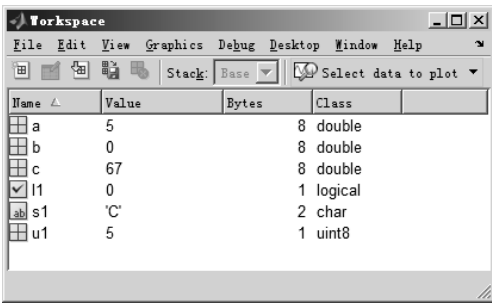 Workspace
File Edit View Graphics Debug Desktop Window Help
Stack: Base Select data to plot
Name Value Bytes Class
a 5 8 double
b 0 8 double
c 67 8 double
l1 0 1 logical
ab s1 'C' 2 char
u1 5 1 uint8